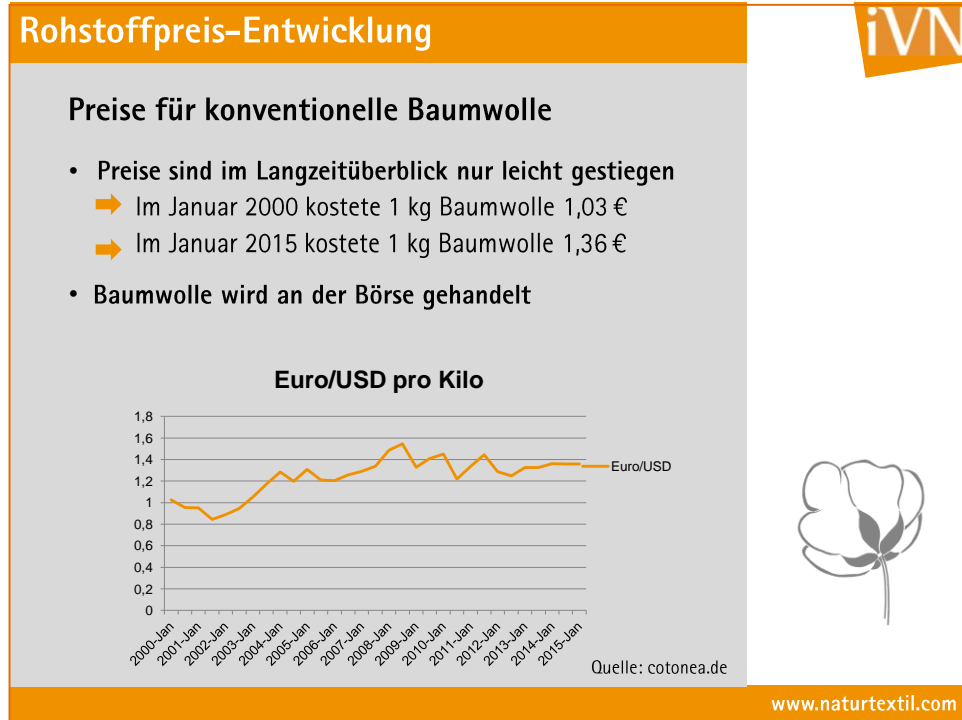 Rohstoffpreis-Entwicklung
iVN
Preise für konventionelle Baumwolle
• Preise sind im Langzeitüberblick nur leicht gestiegen
Im Januar 2000 kostete 1 kg Baumwolle 1,03 €
Im Januar 2015 kostete 1 kg Baumwolle 1,36 €
• Baumwolle wird an der Börse gehandelt
Euro/USD pro Kilo
1,8
1,6
1,4
1,2
1
0,8
0,6
0,4
0,2
0
Euro/USD
2000-Jan
2001-Jan
2002-Jan
2003-Jan
2004-Jan
2005-Jan
2006-Jan
2007-Jan
2008-Jan
2009-Jan
2010-Jan
2011-Jan
2012-Jan
2013-Jan
2014-Jan
2015-Jan
Quelle: cotonea.de
www.naturtextil.com